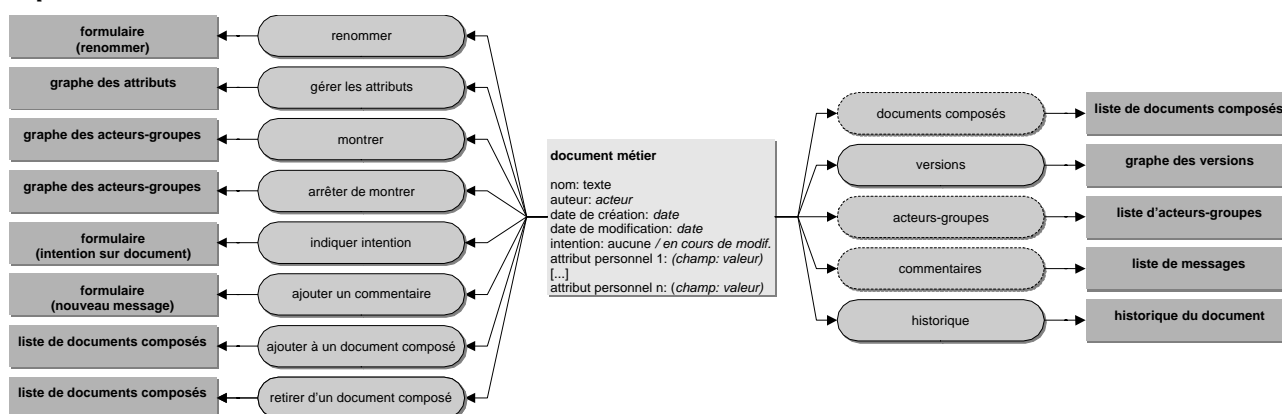 formulaire
(renommer)
renommer
graphe des attributs
gérer les attributs
graphe des acteurs-groupes
montrer
graphe des acteurs-groupes
arrêter de montrer
formulaire
(intention sur document)
indiquer intention
formulaire
(nouveau message)
ajouter un commentaire
liste de documents composés
ajouter à un document composé
liste de documents composés
retirer d'un document composé
document métier
nom: texte
auteur: acteur
date de création: date
date de modification: date
intention: aucune / en cours de modif.
attribut personnel 1: (champ: valeur)
[...]
attribut personnel n: (champ: valeur)
documents composés
liste de documents composés
versions
graphe des versions
acteurs-groupes
liste d'acteurs-groupes
commentaires
liste de messages
historique
historique du document